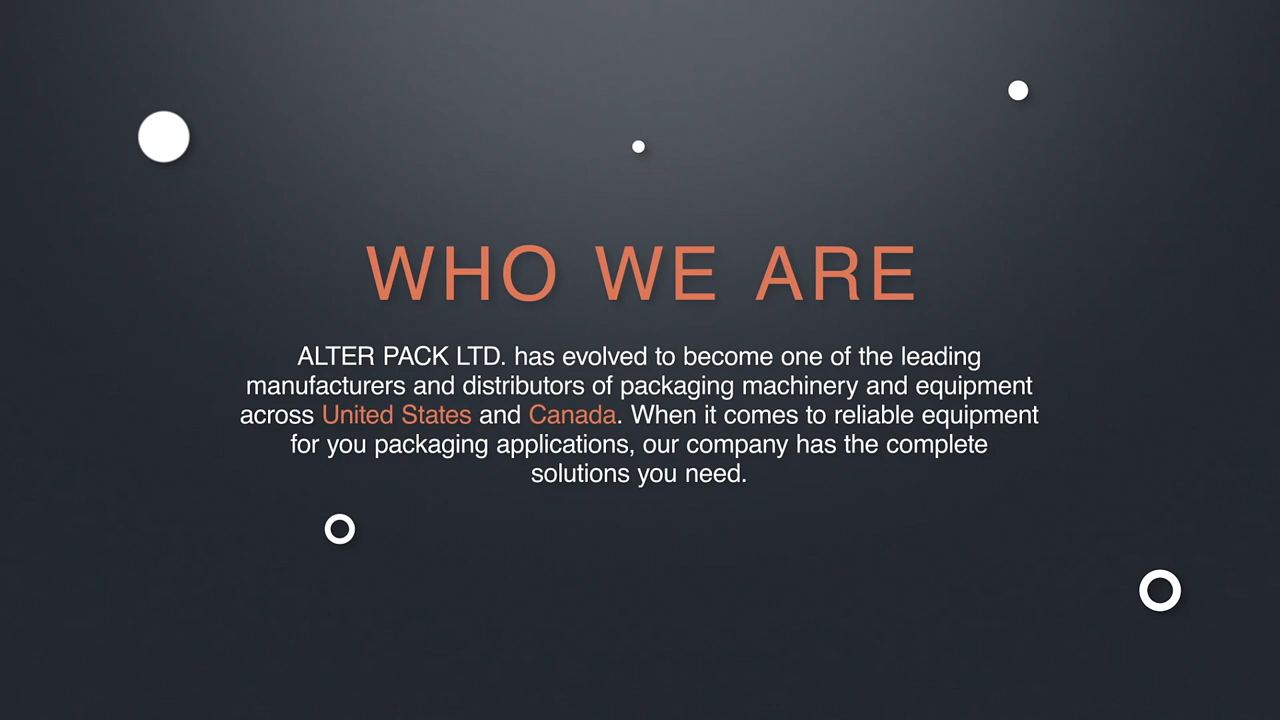 WHO WE ARE
ALTER PACK LTD. has evolved to become one of the leading
manufacturers and distributors of packaging machinery and equipment
across United States and Canada. When it comes to reliable equipment
for you packaging applications, our company has the complete
solutions you need.